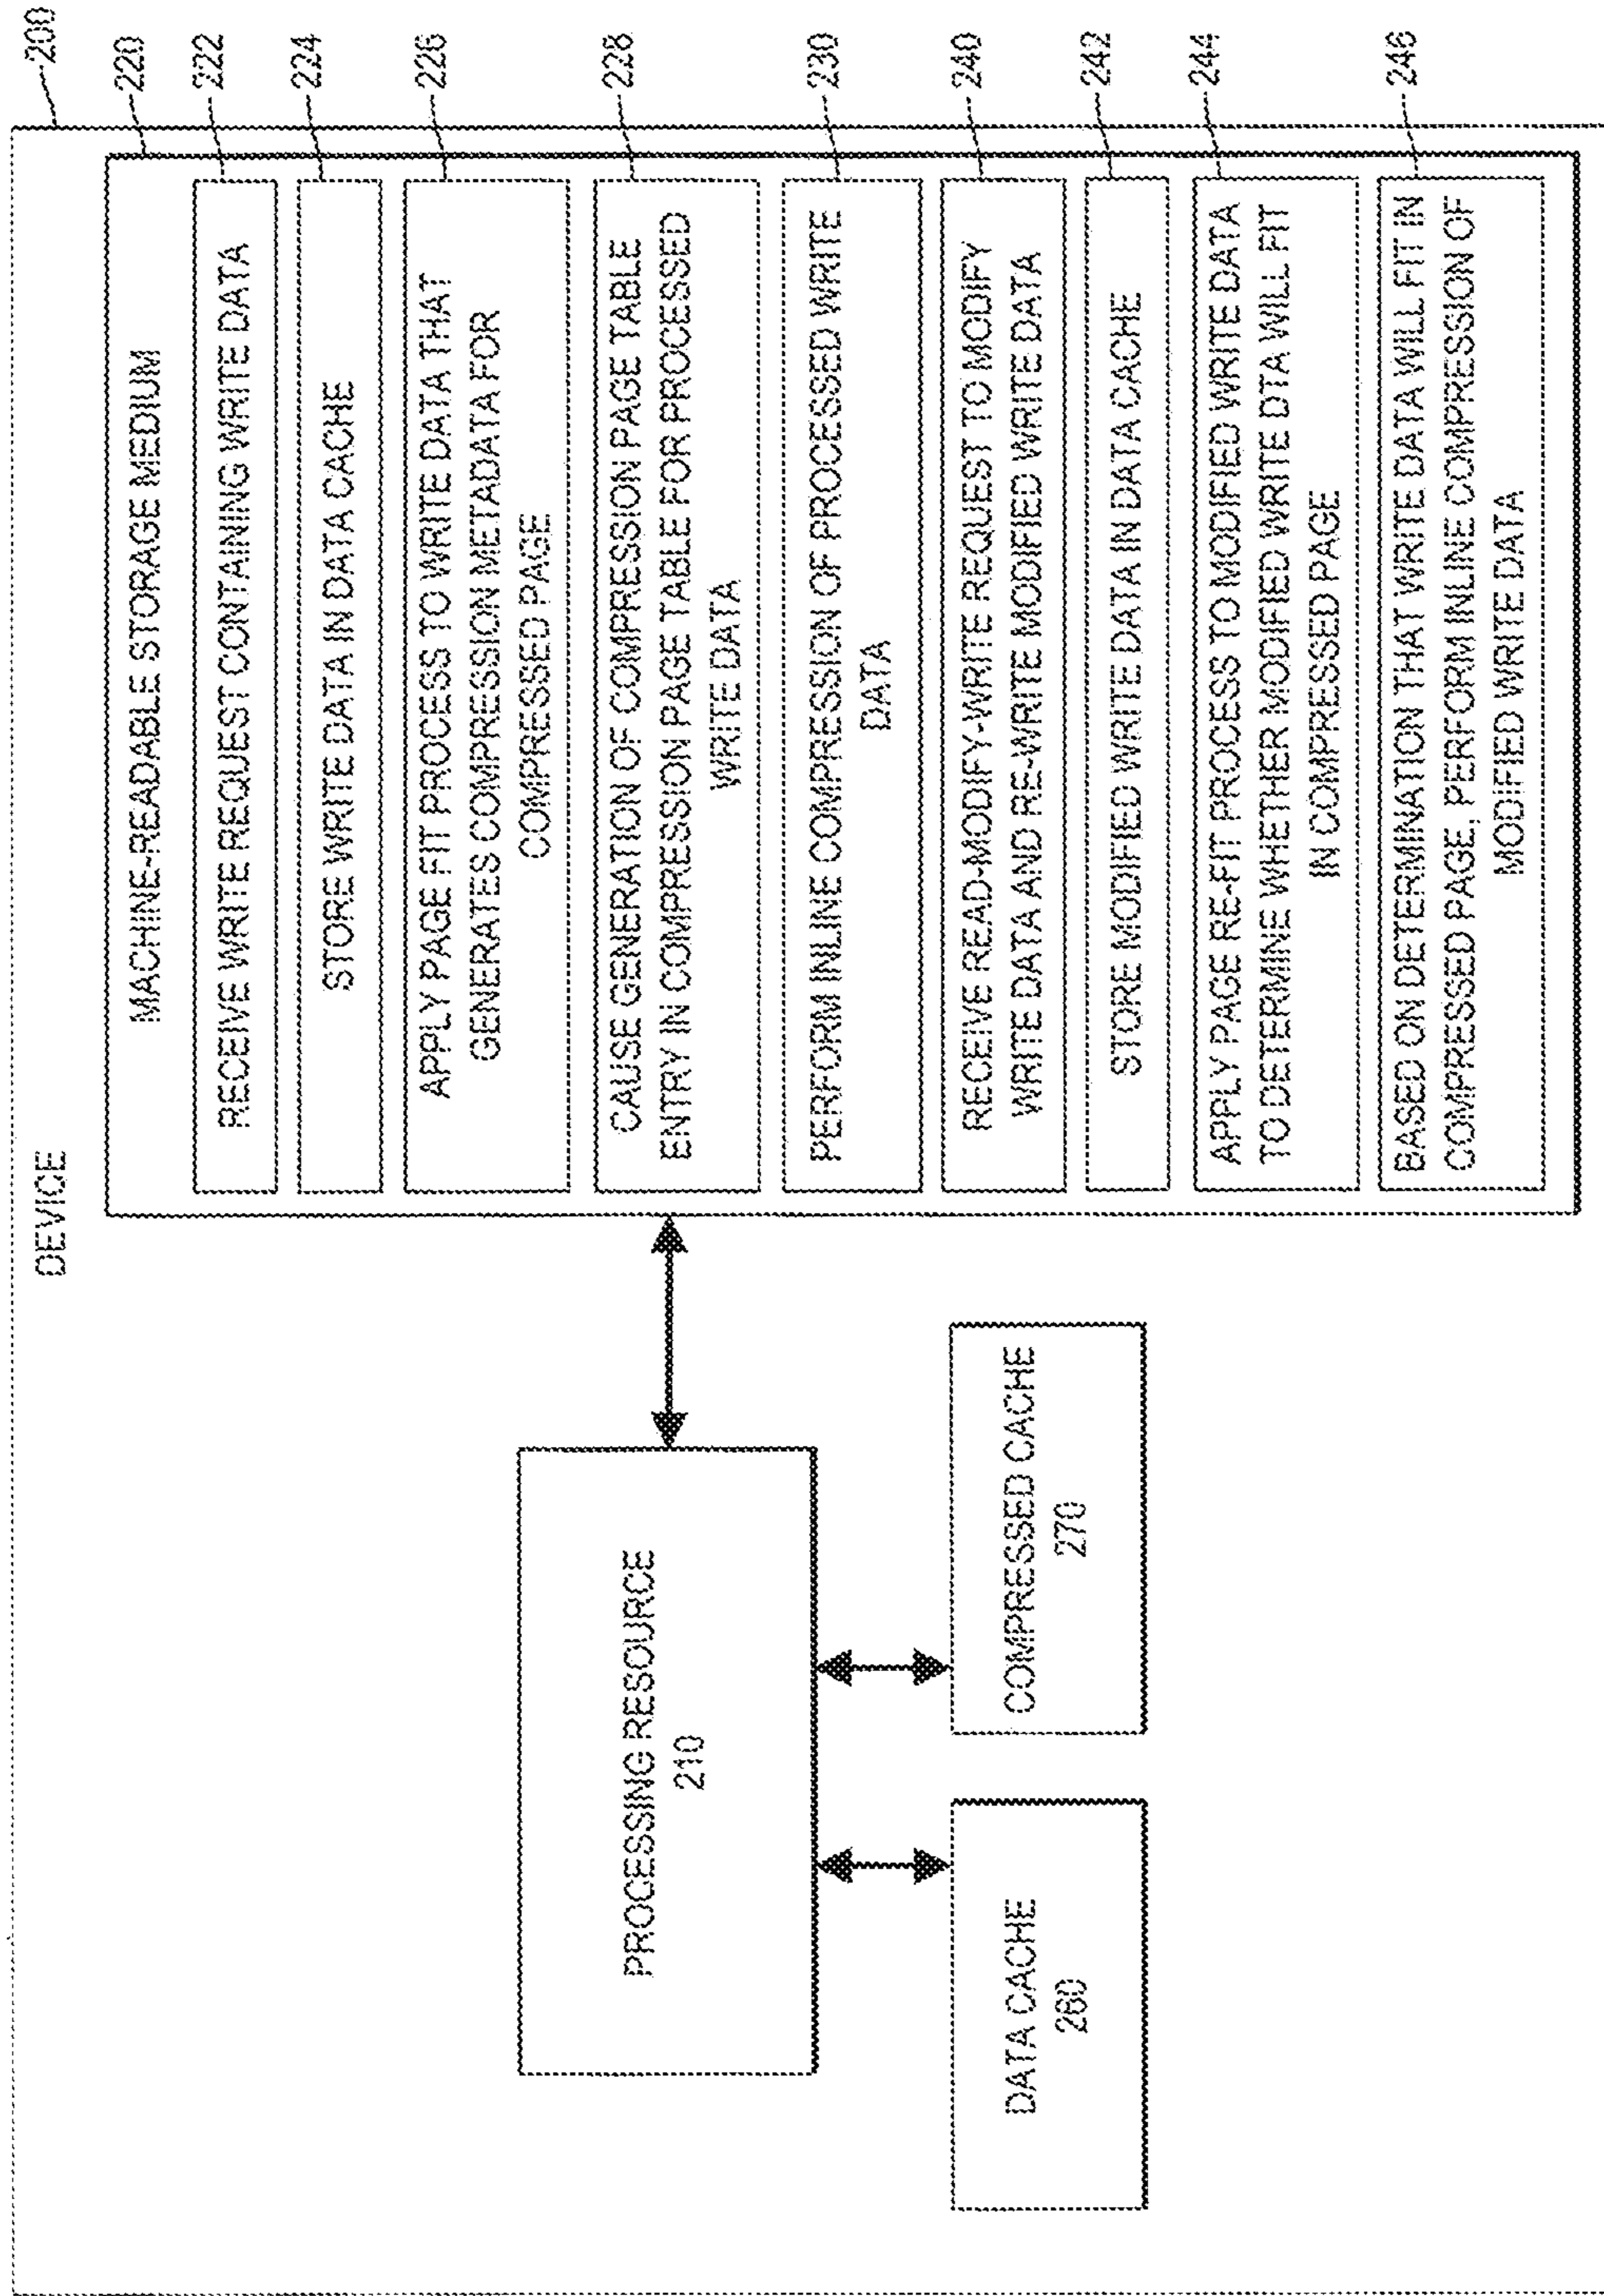 DEVICE
200
PROCESSING RESOURCE
210
DATA CACHE
260
COMPRESSED CACHE
270
MACHINE-READABLE STORAGE MEDIUM
220
RECEIVE WRITE REQUEST CONTAINING WRITE DATA
222
STORE WRITE DATA IN DATA CACHE
224
APPLY PAGE FIT PROCESS TO WRITE DATA THAT
GENERATES COMPRESSION METADATA FOR
COMPRESSED PAGE
226
CAUSE GENERATION OF COMPRESSION PAGE TABLE
ENTRY IN COMPRESSION PAGE TABLE FOR PROCESSED
WRITE DATA
228
PERFORM INLINE COMPRESSION OF PROCESSED WRITE
DATA
230
RECEIVE READ-MODIFY-WRITE REQUEST TO MODIFY
WRITE DATA AND RE-WRITE MODIFIED WRITE DATA
240
STORE MODIFIED WRITE DATA IN DATA CACHE
242
APPLY PAGE RE-FIT PROCESS TO MODIFIED WRITE DATA
TO DETERMINE WHETHER MODIFIED WRITE DTA WILL FIT
IN COMPRESSED PAGE
244
BASED ON DETERMINATION THAT WRITE DATA WILL FIT IN
COMPRESSED PAGE, PERFORM INLINE COMPRESSION OF
MODIFIED WRITE DATA
246